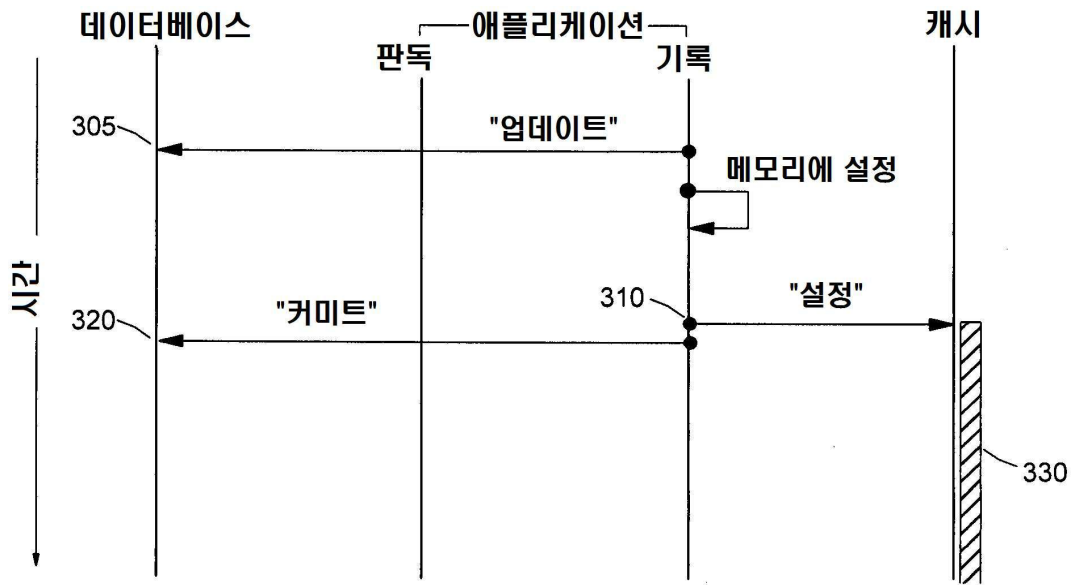 데이터베이스
애플리케이션
캐시
판독
기록
305
"업데이트"
메모리에 설정
시간
320
"커미트"
310
"설정"
330